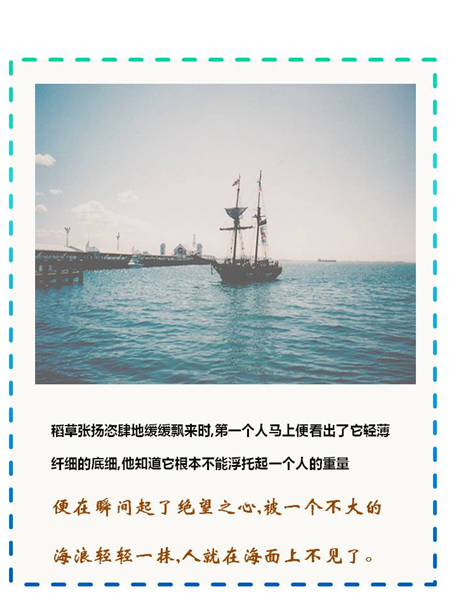 稻草张扬恣肆地缓缓飘来时,第一个人马上便看出了它轻薄
纤细的底细,他知道它根本不能浮托起一个人的重量
便在瞬间起了绝望之心,被一个不大的
海浪轻轻一抹,人就在海面上不见了。